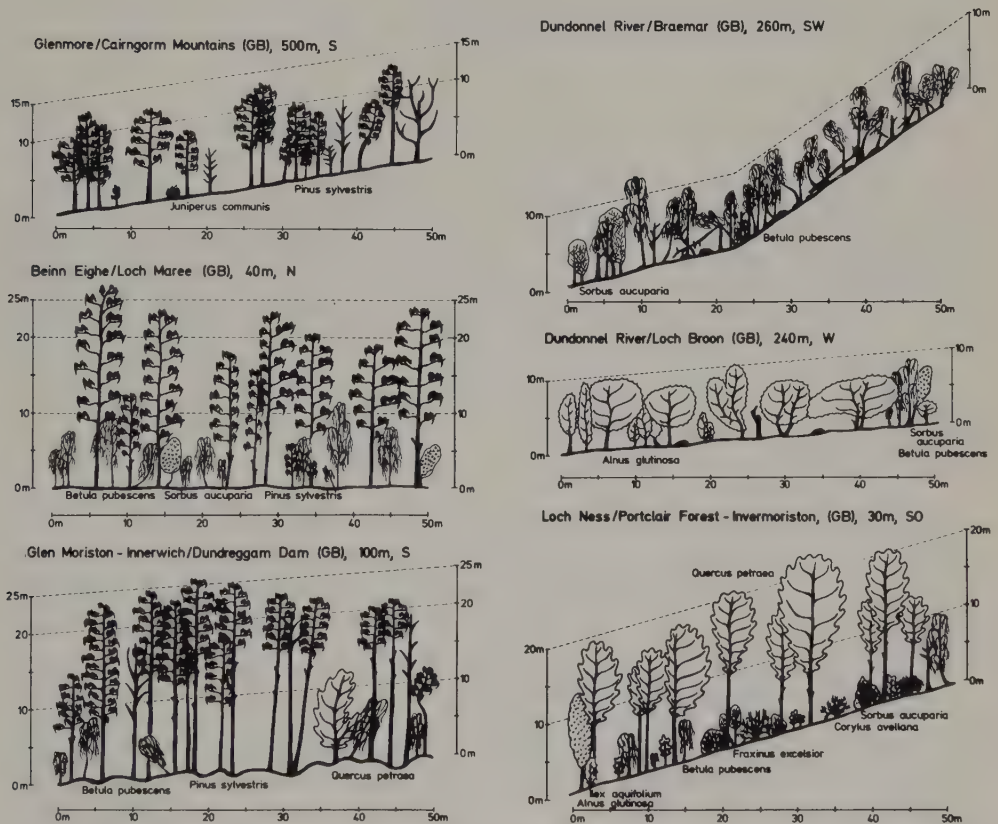 Glenmore/Cairngorm Mountains (GB), 500m, S
15m
10
0m
15m
10
0m
Juniperus communis
Pinus sylvestris
0m 10 20 30 40 50m
Beinn Eighe/Loch Maree (GB), 40m, N
25m
20
10
0m
25m
20
10
0m
Betula pubescens Sorbus aucuparia Pinus sylvestris
0m 10 20 30 40 50m
Glen Moriston - Innerwich/Dundreggam Dam (GB), 100m, S
25m
20
10
0m
25m
20
10
0m
Betula pubescens
Pinus sylvestris
Quercus petraea
0m 10 20 30 40 50m
Dundonnel River/Braemar (GB), 260m, SW
10m
0m
10m
0m
Betula pubescens
Sorbus aucuparia
0m 10 20 30 40 50m
Dundonnel River/Loch Broon (GB), 240m, W
10m
0m
10m
0m
Alnus glutinosa
Sorbus
aucuparia
Betula pubescens
0m 10 20 30 40 50m
Loch Ness/Portclair Forest - Invermoriston, (GB), 30m, SO
20m
10
0m
20m
10
0m
Quercus petraea
Sorbus aucuparia
Corylus avellana
Fraxinus excelsior
Betula pubescens
Ilex aquifolium
Alnus glutinosa
0m 10 20 30 40 50m